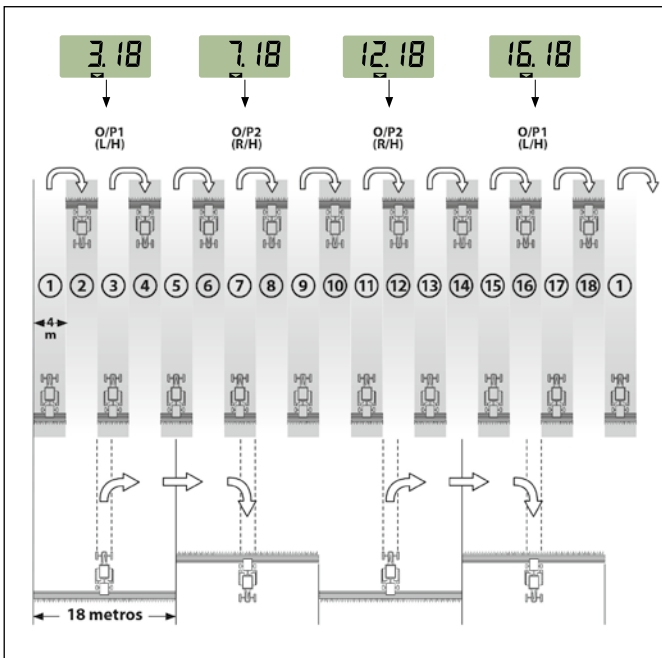 3.18 7.18 12.18 16.18
O/P1 O/P2 O/P2 O/P1
(L/H) (R/H) (R/H) (L/H)
1 2 3 4 5 6 7 8 9 10 11 12 13 14 15 16 17 18 1
4
m
18 metros